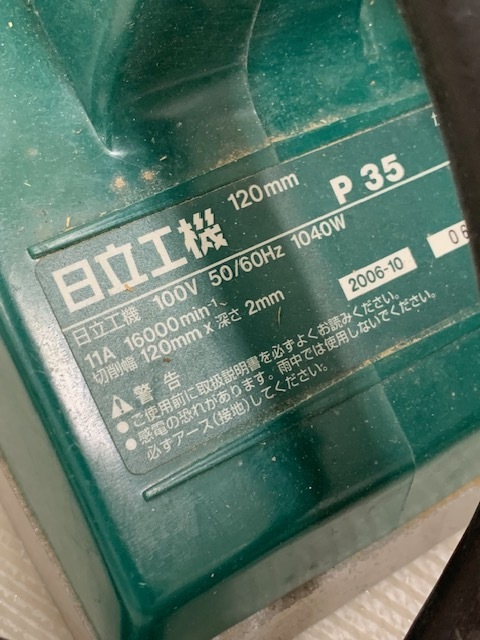 120mm P 35
日立工機
日立工機 100V 50/60Hz 1040W
11A 16000min⁻¹、
切削幅 120mm x 深さ 2mm
2006-10
⚠ 警告
● ご使用前に取扱説明書を必ずよくお読みください。
● 感電の恐れがあります。雨中では使用しないでください。
必ずアース(接地)してください。